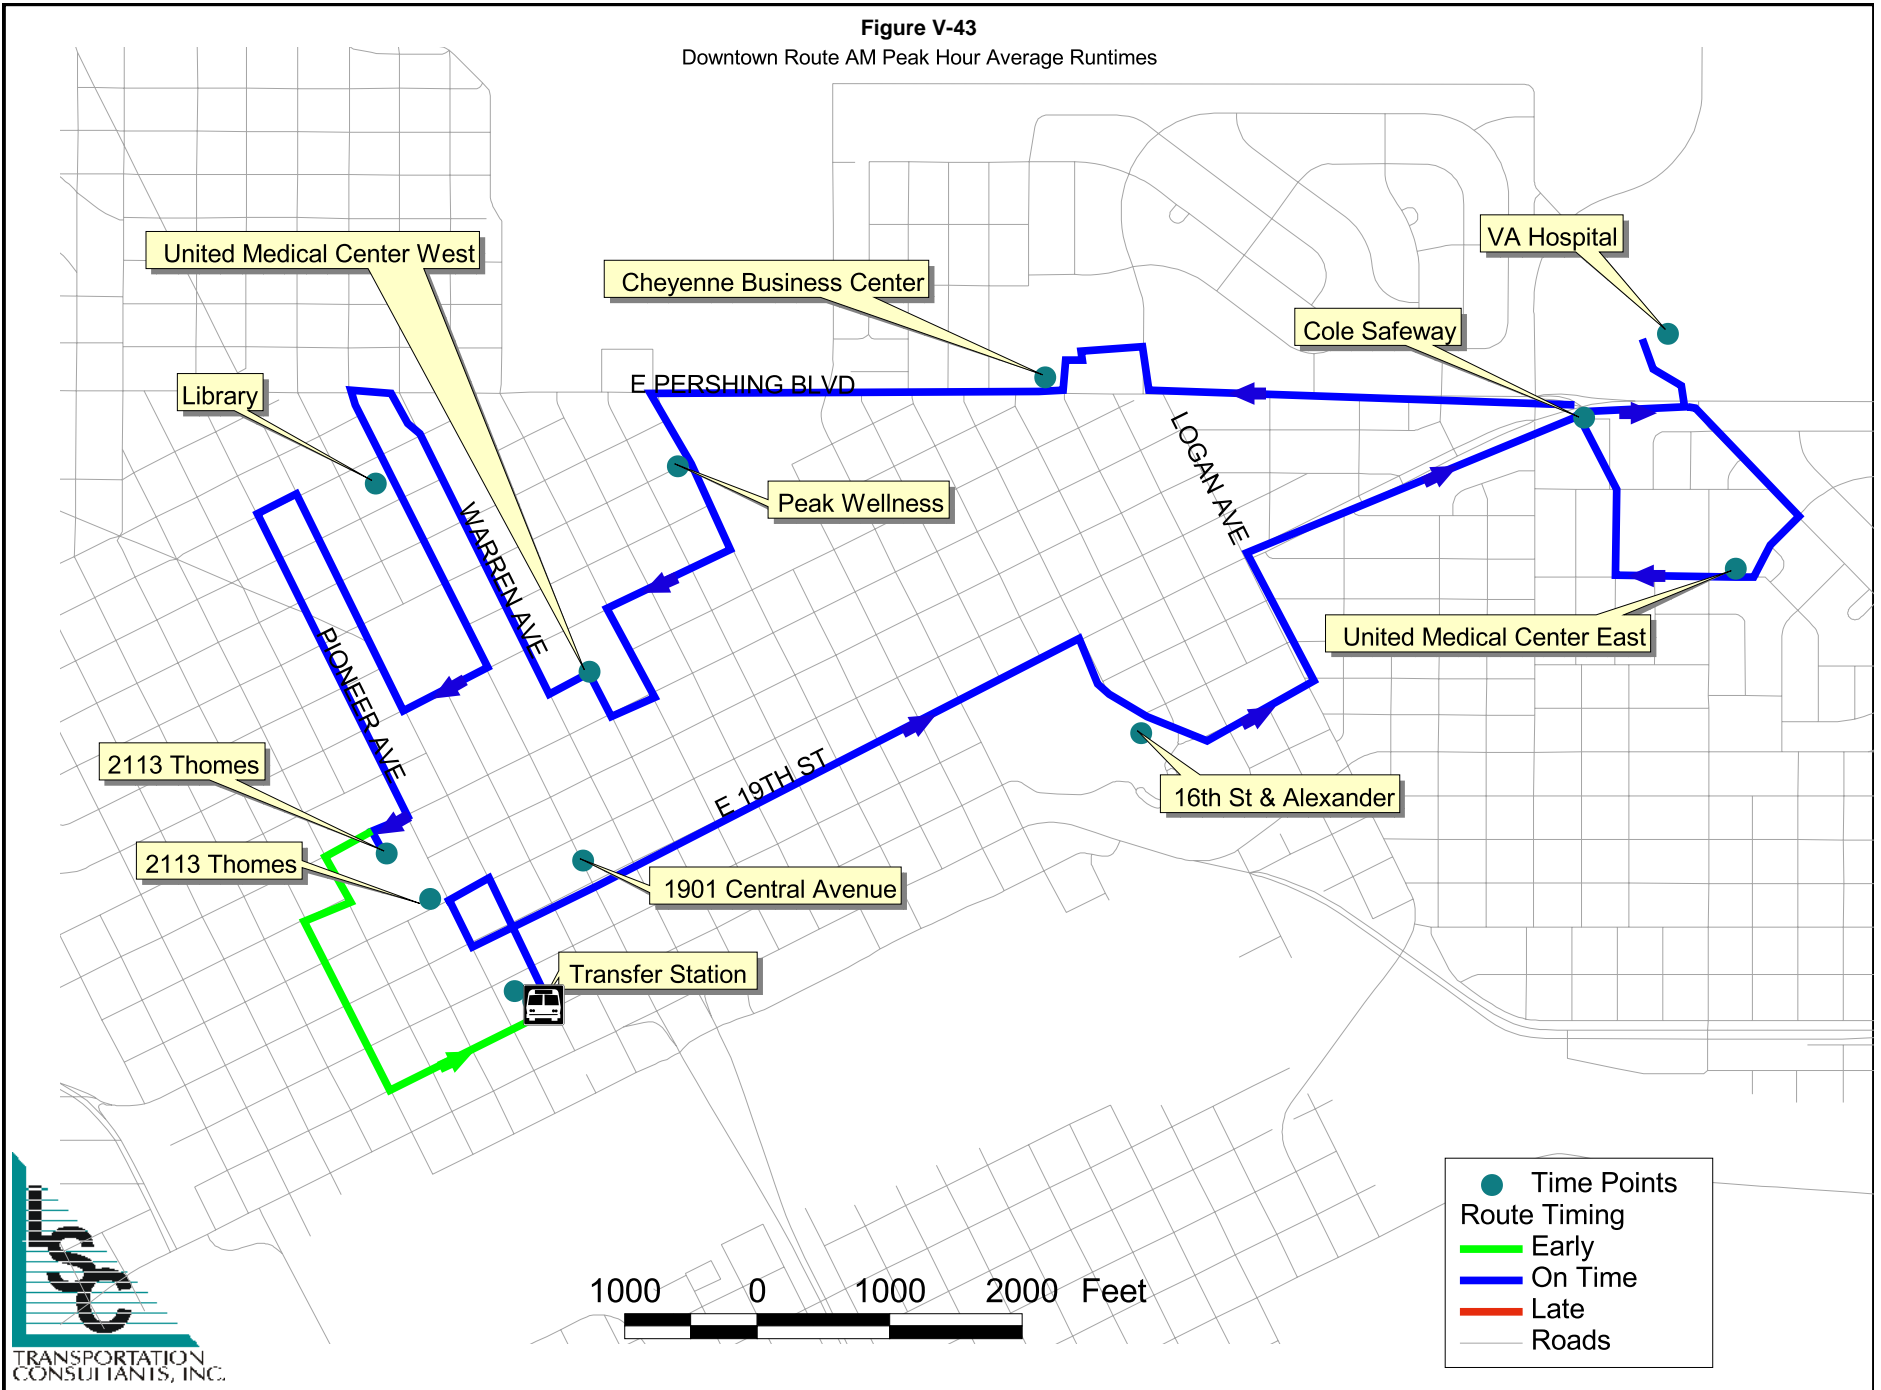 Figure V-43
Downtown Route AM Peak Hour Average Runtimes
VA Hospital
United Medical Center West
Cheyenne Business Center
Cole Safeway
Library
E PERSHING BLVD
LOGAN AVE
Peak Wellness
WARREN AVE
United Medical Center East
PIONEER AVE
2113 Thomes
E 19TH ST
16th St & Alexander
2113 Thomes
1901 Central Avenue
Transfer Station
Time Points
Route Timing
Early
On Time
Late
Roads
1000 0 1000 2000 Feet
LSC
TRANSPORTATION
CONSULTANTS, INC.